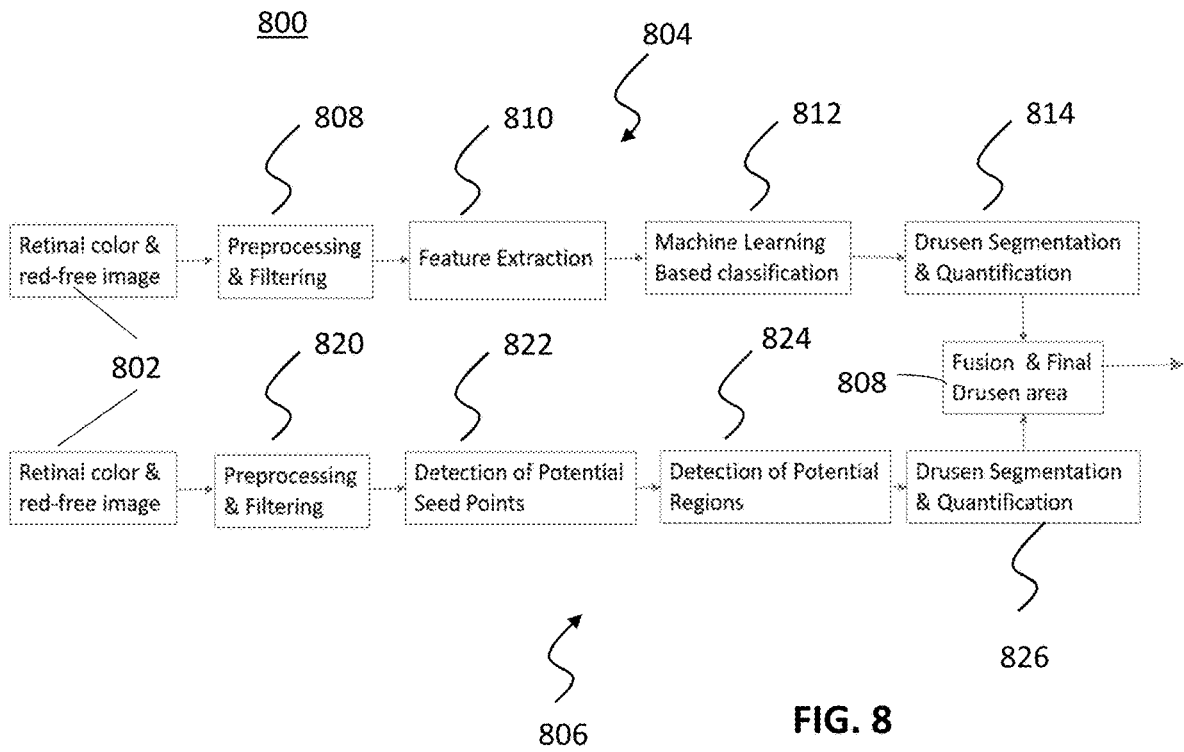 800
804
808
810
812
814
Retinal color &
red-free image
Preprocessing
& Filtering
Feature Extraction
Machine Learning
Based classification
Drusen Segmentation
& Quantification
802
820
822
824
808
Fusion & Final
Drusen area
Retinal color &
red-free image
Preprocessing
& Filtering
Detection of Potential
Seed Points
Detection of Potential
Regions
Drusen Segmentation
& Quantification
826
806
FIG. 8